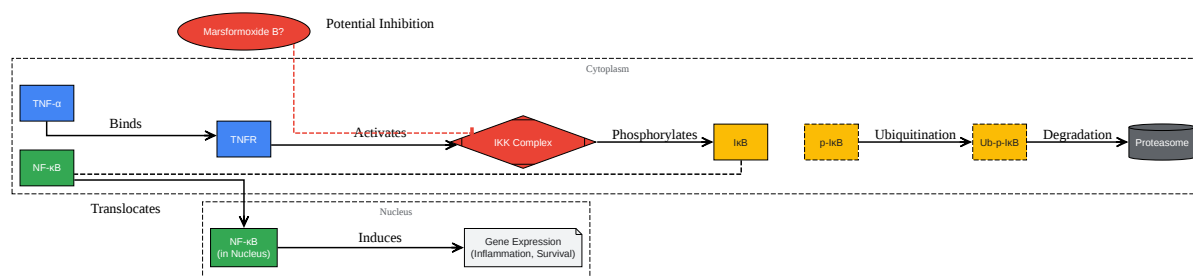 Marsformoxide B?
Potential Inhibition
Cytoplasm
TNF-α
Binds
TNFR
Activates
IKK Complex
Phosphorylates
IκB
p-IκB
Ubiquitination
Ub-p-IκB
Degradation
Proteasome
NF-κB
Translocates
Nucleus
NF-κB
(in Nucleus)
Induces
Gene Expression
(Inflammation, Survival)